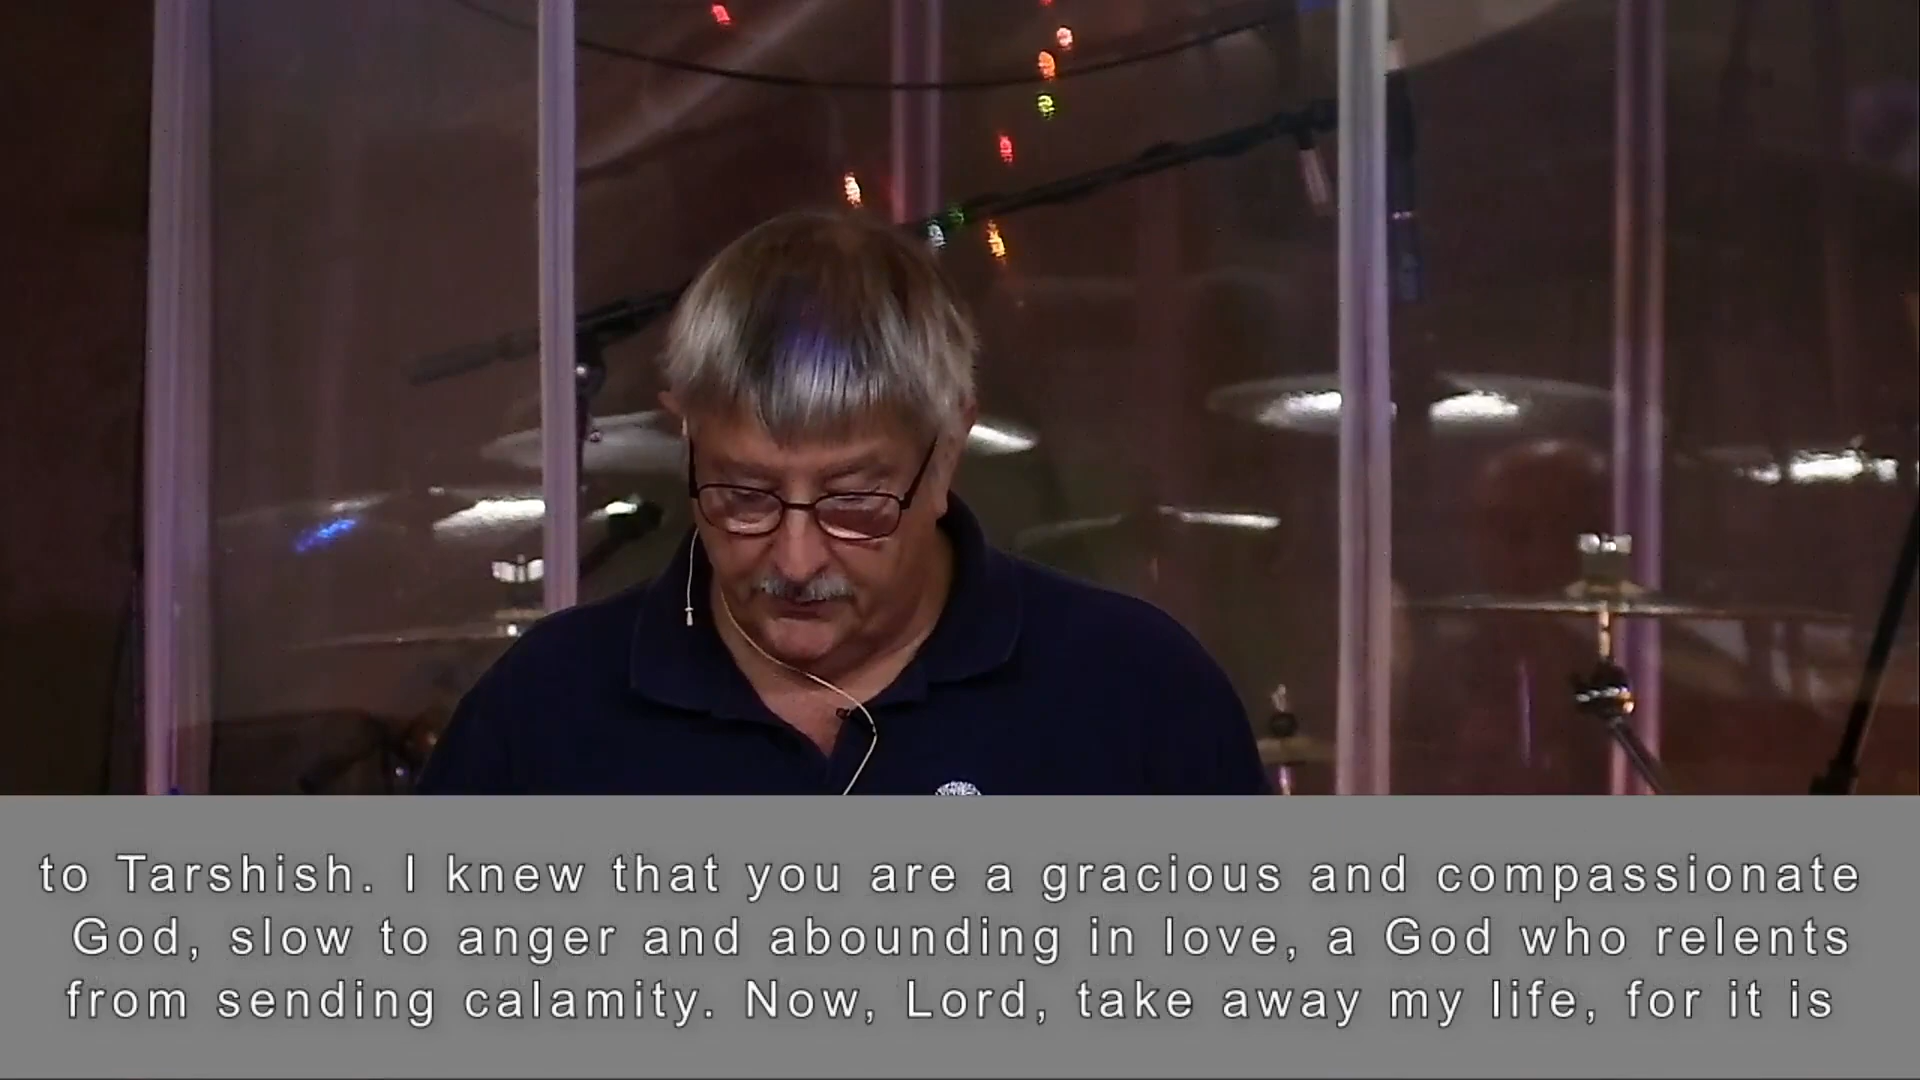 to Tarshish. I knew that you are a gracious and compassionate
God, slow to anger and abounding in love, a God who relents
from sending calamity. Now, Lord, take away my life, for it is